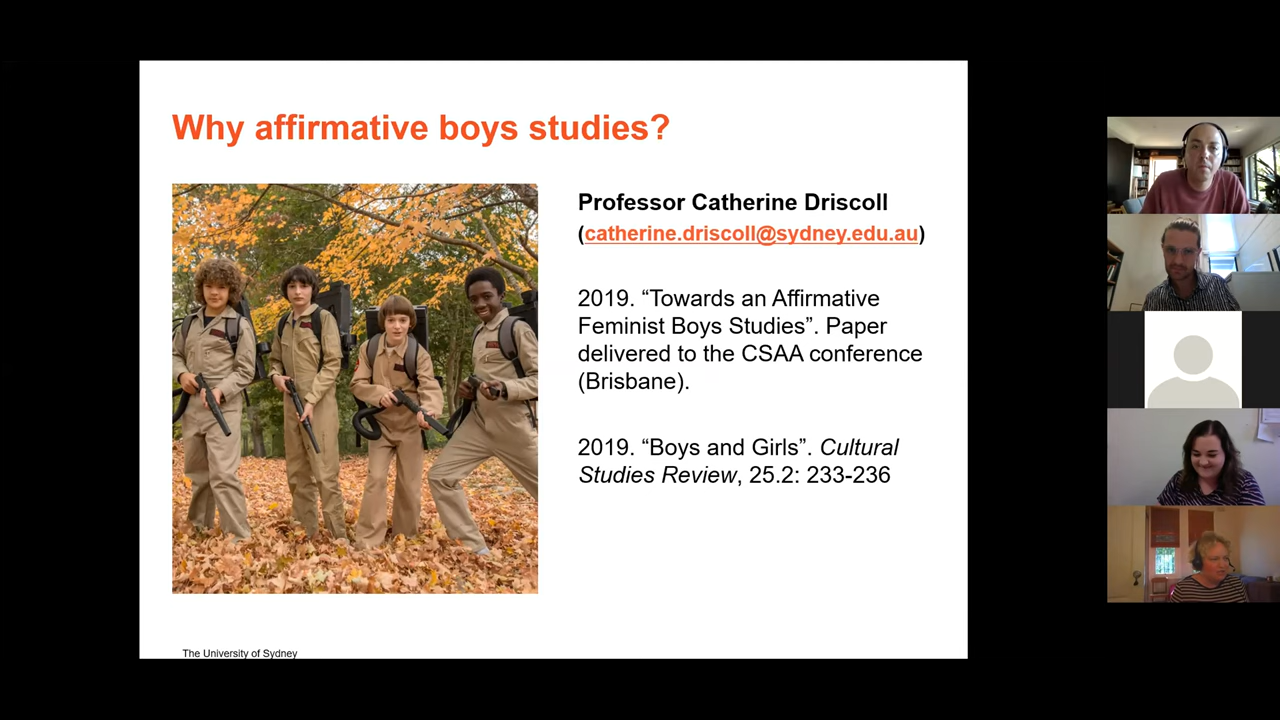 Why affirmative boys studies?
Professor Catherine Driscoll
(catherine.driscoll@sydney.edu.au)
2019. “Towards an Affirmative
Feminist Boys Studies”. Paper
delivered to the CSAA conference
(Brisbane).
2019. “Boys and Girls”. Cultural
Studies Review, 25.2: 233-236
The University of Sydney